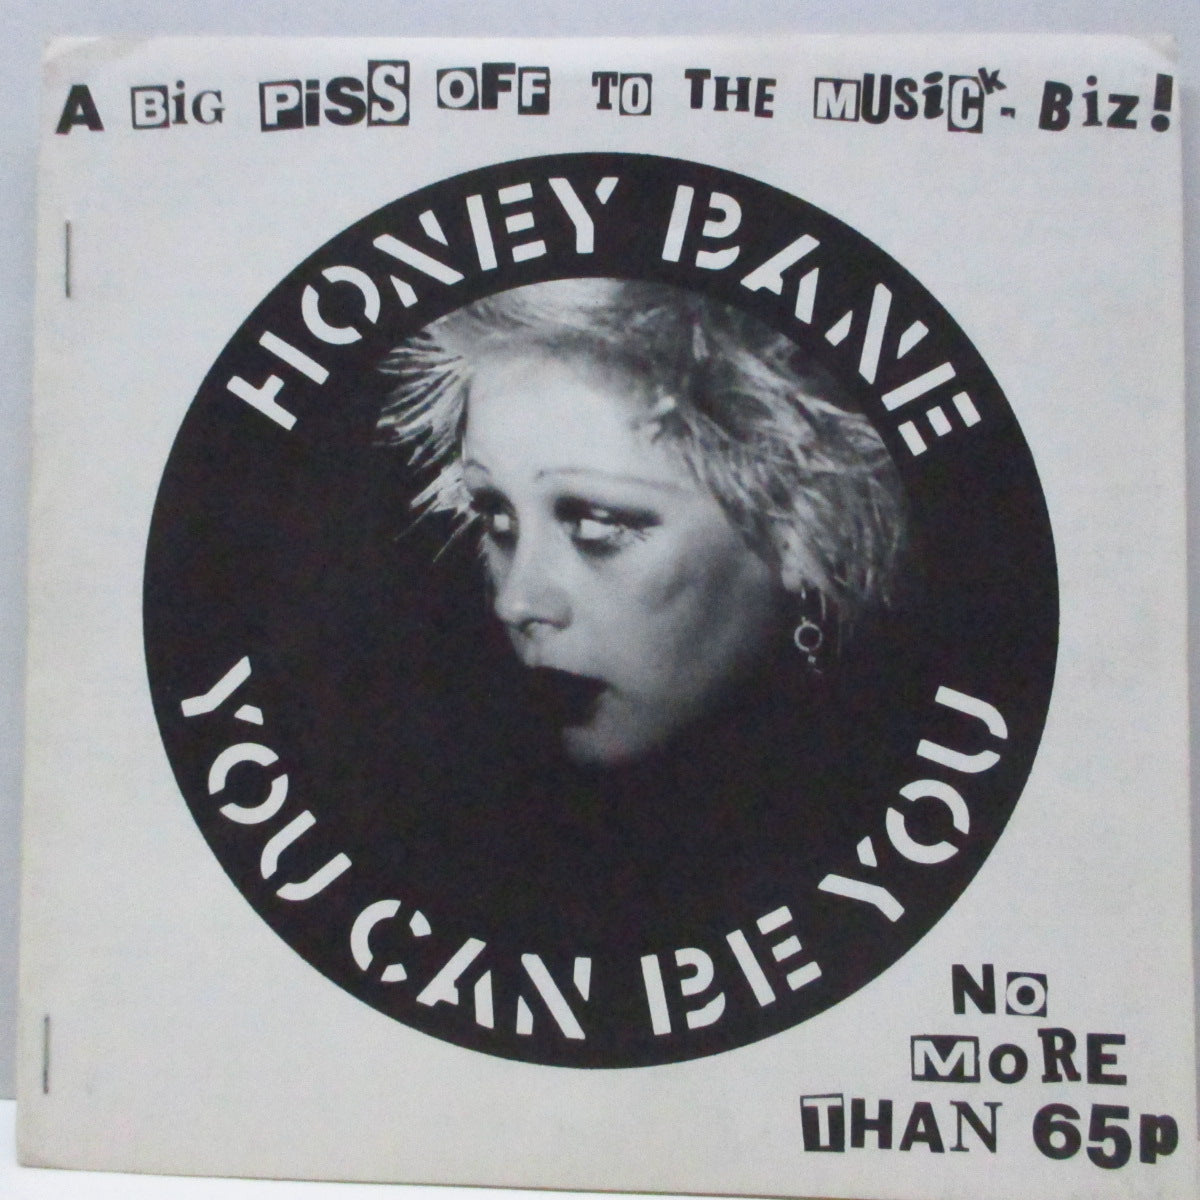 A BiG PiSS OFF TO THE MUSiCK- BiZ!
HONEY BANE
YOU CAN BE YOU
NO
MoRE
THAN 65p